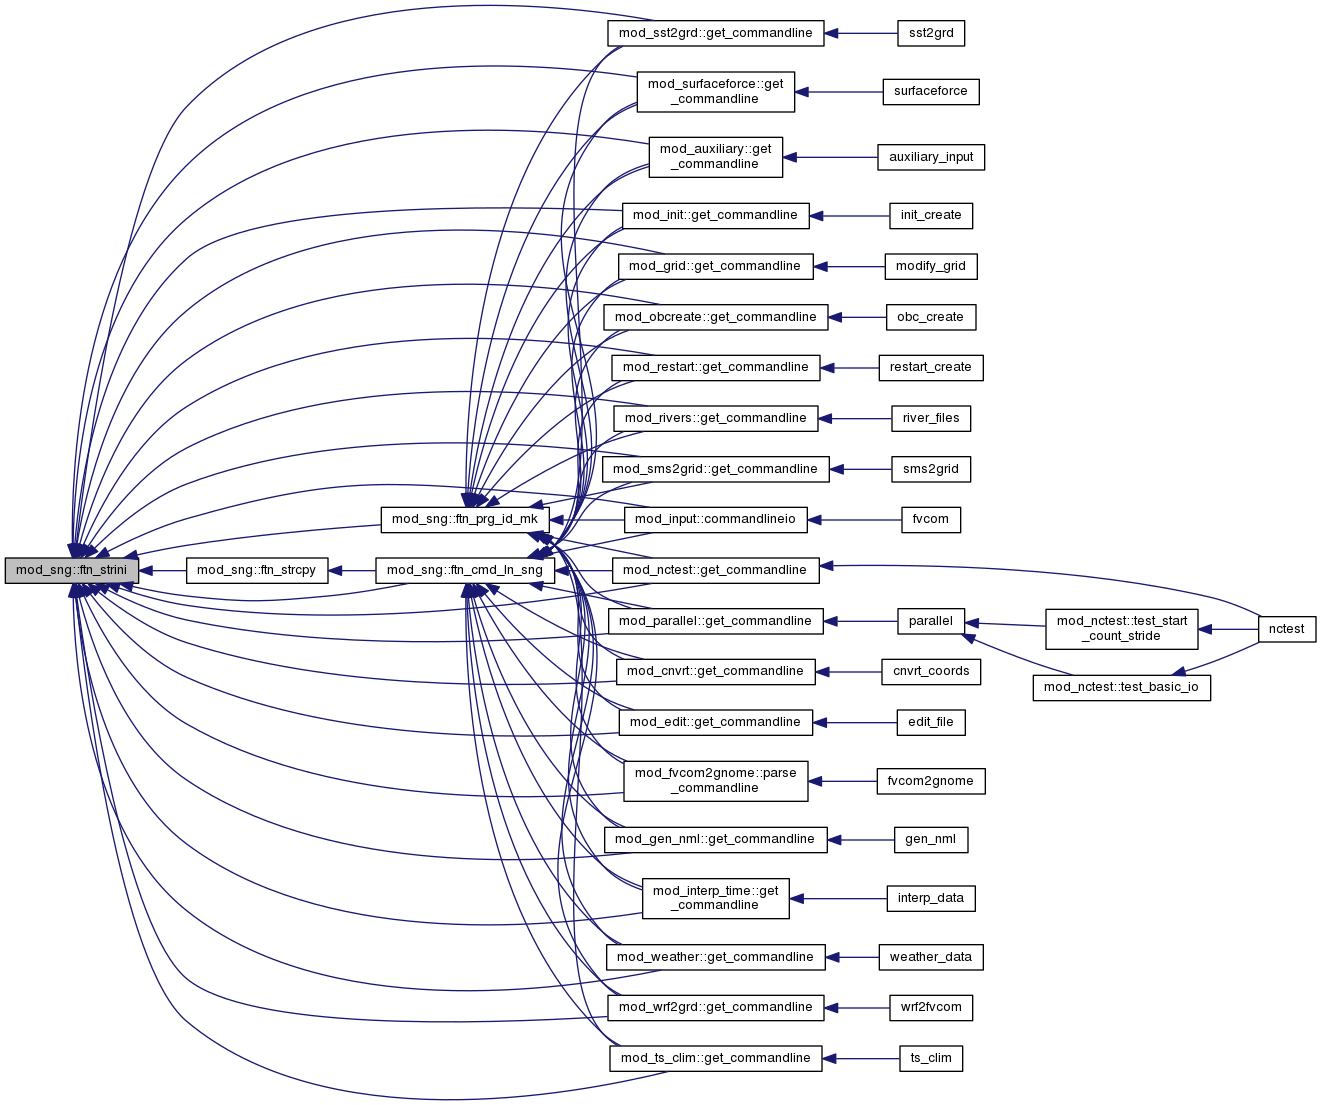 mod_sst2grd::get_commandline
sst2grd
mod_surfaceforce::get
_commandline
surfaceforce
mod_auxiliary::get
_commandline
auxiliary_input
mod_init::get_commandline
init_create
mod_grid::get_commandline
modify_grid
mod_obcreate::get_commandline
obc_create
mod_restart::get_commandline
restart_create
mod_rivers::get_commandline
river_files
mod_sms2grid::get_commandline
sms2grid
mod_sng::ftn_prg_id_mk
mod_input::commandlineio
fvcom
mod_sng::ftn_strini
mod_sng::ftn_strcpy
mod_sng::ftn_cmd_ln_sng
mod_nctest::get_commandline
mod_parallel::get_commandline
parallel
mod_nctest::test_start
_count_stride
nctest
mod_cnvrt::get_commandline
cnvrt_coords
mod_nctest::test_basic_io
mod_edit::get_commandline
edit_file
mod_fvcom2gnome::parse
_commandline
fvcom2gnome
mod_gen_nml::get_commandline
gen_nml
mod_interp_time::get
_commandline
interp_data
mod_weather::get_commandline
weather_data
mod_wrf2grd::get_commandline
wrf2fvcom
mod_ts_clim::get_commandline
ts_clim